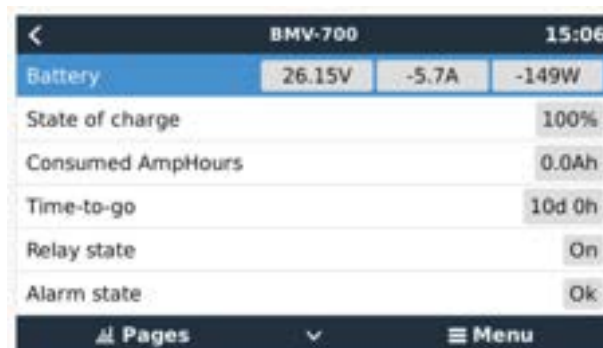 BMV-700 15:06
Battery 26.15V -5.7A -149W
State of charge 100%
Consumed AmpHours 0.0Ah
Time-to-go 10d 0h
Relay state On
Alarm state Ok
Pages Menu